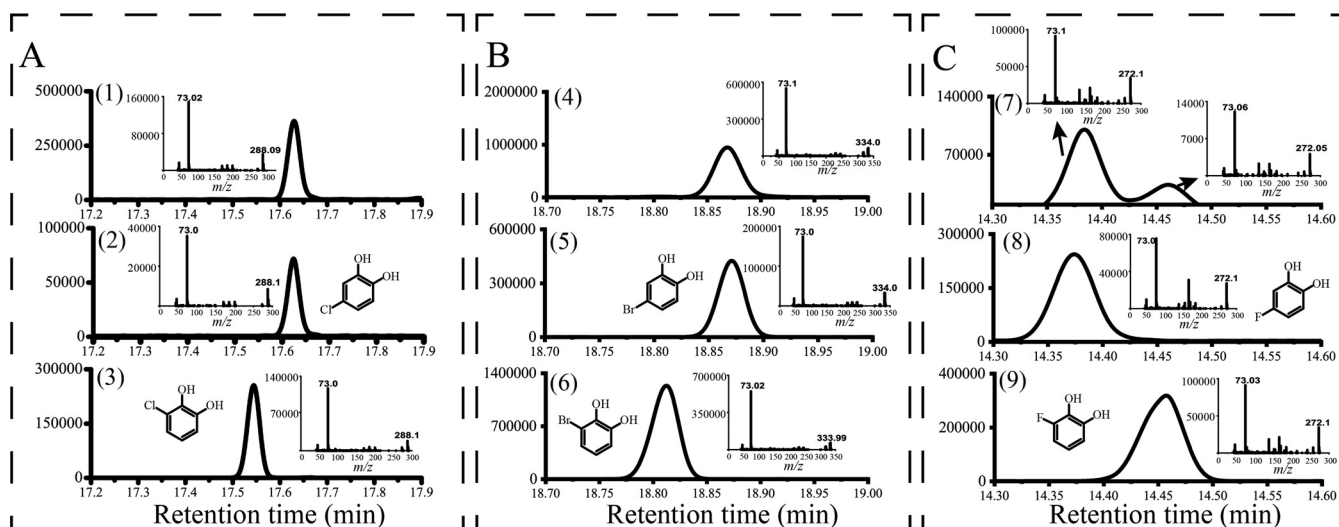 A
(1)
500000
250000
0
17.2 17.3 17.4 17.5 17.6 17.7 17.8 17.9
160000
80000
0
73.02
288.09
0 50 100 150 200 250 300
m/z
(2)
100000
50000
0
17.2 17.3 17.4 17.5 17.6 17.7 17.8 17.9
40000
20000
0
73.0
288.1
0 50 100 150 200 250 300
m/z
OH
OH
Cl
(3)
300000
150000
0
17.2 17.3 17.4 17.5 17.6 17.7 17.8 17.9
Cl
OH
OH
140000
70000
0
73.0
288.1
0 50 100 150 200 250 300
m/z
Retention time (min)
B
(4)
2000000
1000000
0
18.70 18.75 18.80 18.85 18.90 18.95 19.00
600000
300000
0
73.1
334.0
0 50 100 150 200 250 300
m/z
(5)
600000
300000
0
18.70 18.75 18.80 18.85 18.90 18.95 19.00
OH
OH
Br
200000
100000
0
73.0
334.0
0 50 100 150 200 250 300 350
m/z
(6)
1400000
700000
0
18.70 18.75 18.80 18.85 18.90 18.95 19.00
Br
OH
OH
700000
350000
0
73.02
333.99
0 50 100 150 200 250 300 350
m/z
Retention time (min)
C
(7)
140000
70000
14.30 14.35 14.40 14.45 14.50 14.55 14.60
100000
50000
0
73.1
272.1
0 50 100 150 200 250 300
m/z
14000
7000
0
73.06
272.05
0 50 100 150 200 250 300
m/z
(8)
300000
150000
0
14.30 14.35 14.40 14.45 14.50 14.55 14.60
80000
40000
0
73.0
272.1
0 50 100 150 200 250 300
m/z
OH
OH
F
(9)
400000
200000
0
14.30 14.35 14.40 14.45 14.50 14.55 14.60
F
OH
OH
100000
50000
0
73.03
272.1
0 50 100 150 200 250 300
m/z
Retention time (min)